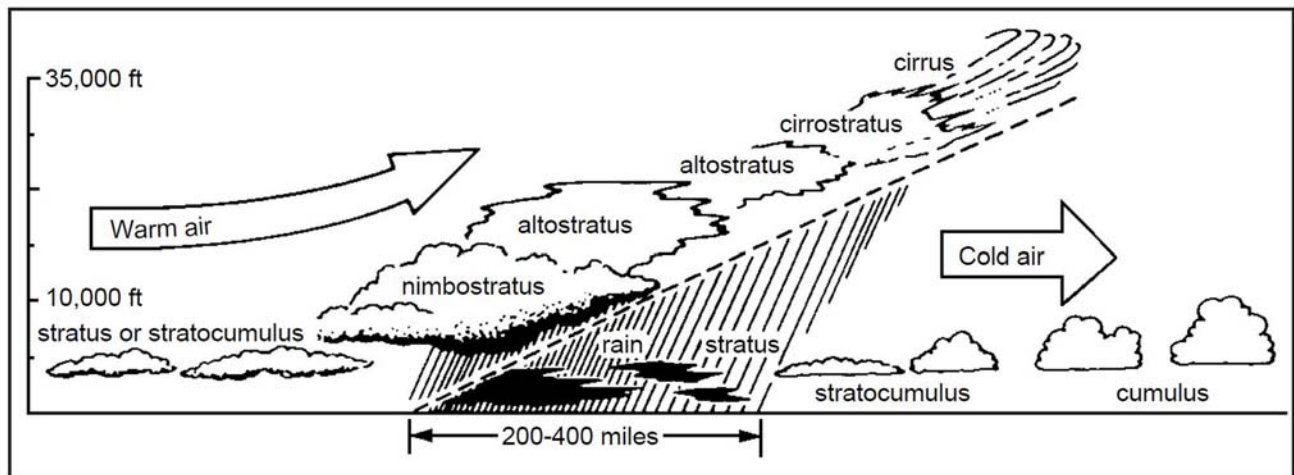 35,000 ft
cirrus
cirrostratus
altostratus
Warm air
altostratus
Cold air
nimbostratus
10,000 ft
stratus or stratocumulus
rain
stratus
stratocumulus
cumulus
200-400 miles